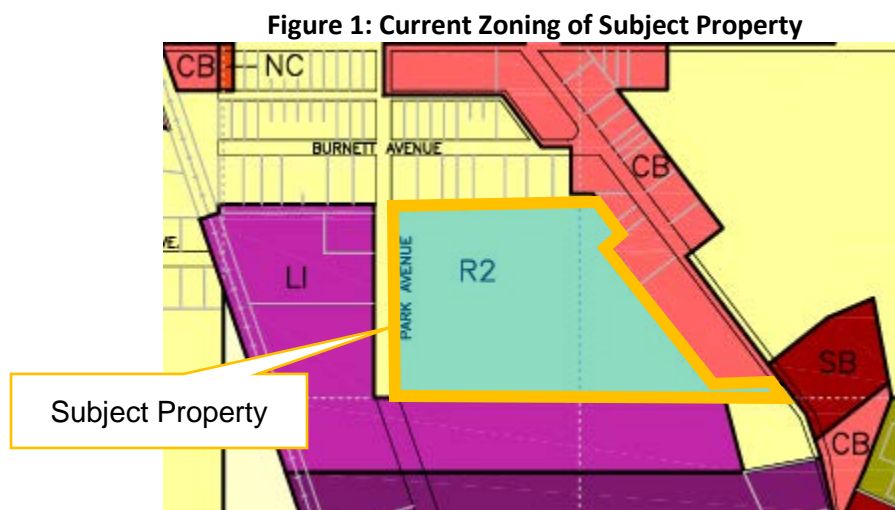 Figure 1: Current Zoning of Subject Property
CB
NC
BURNETT AVENUE
CB
VE.
LI
PARK AVENUE
R2
SB
Subject Property
CB